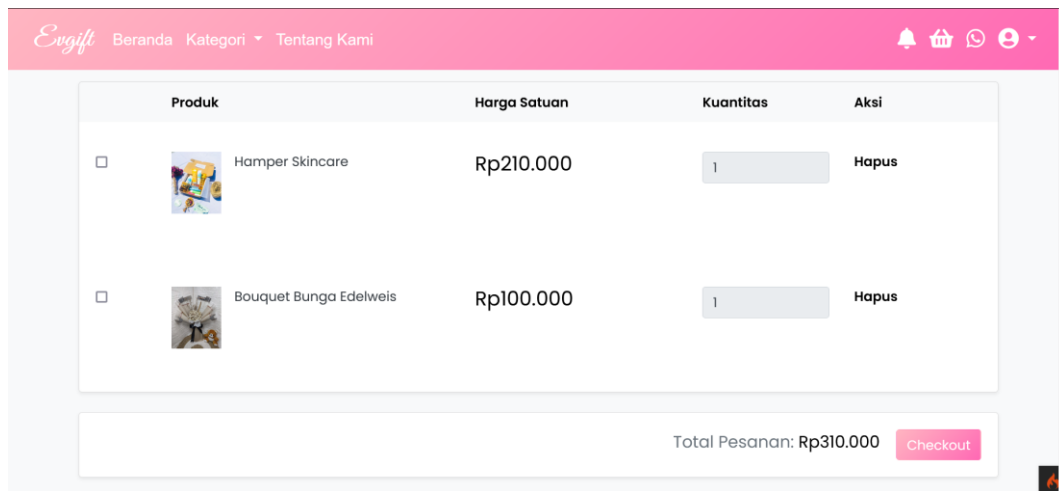 Evgift Beranda Kategori Tentang Kami
Produk Harga Satuan Kuantitas Aksi
Hamper Skincare Rp210.000 1 Hapus
Bouquet Bunga Edelweis Rp100.000 1 Hapus
Total Pesanan: Rp310.000 Checkout